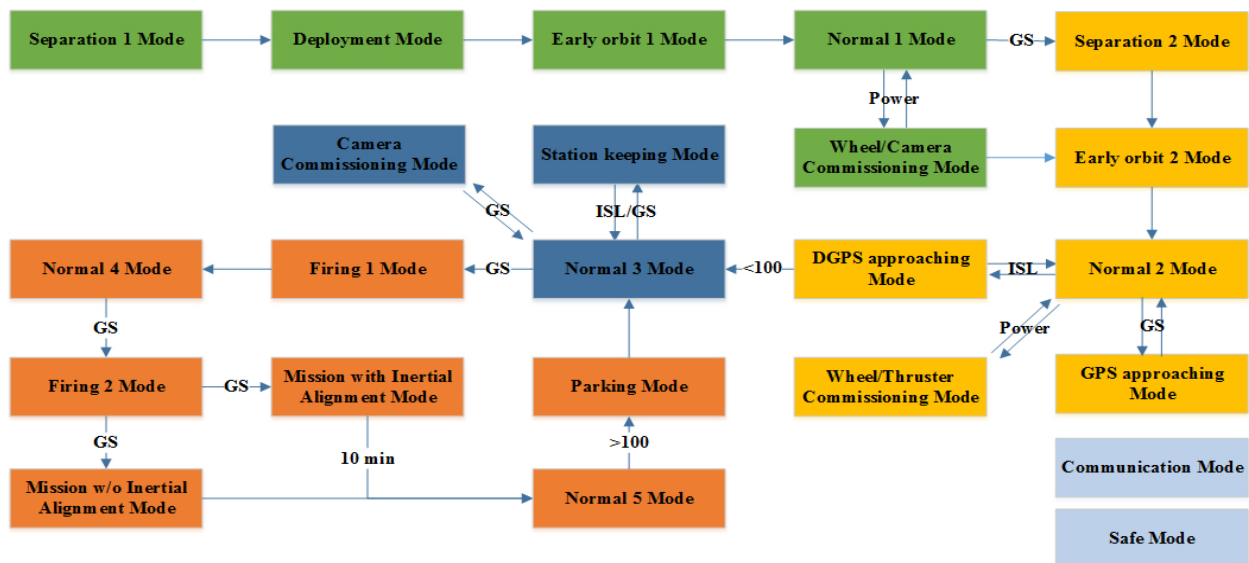 Separation 1 Mode
Deployment Mode
Early orbit 1 Mode
Normal 1 Mode
GS
Separation 2 Mode
Power
Camera
Commissioning Mode
Station keeping Mode
Wheel/Camera
Commissioning Mode
Early orbit 2 Mode
GS
ISL/GS
Normal 4 Mode
Firing 1 Mode
GS
Normal 3 Mode
<100
DGPS approaching
Mode
ISL
Normal 2 Mode
GS
Power
GS
Firing 2 Mode
GS
Mission with Inertial
Alignment Mode
Parking Mode
Wheel/Thruster
Commissioning Mode
GPS approaching
Mode
GS
10 min
>100
Mission w/o Inertial
Alignment Mode
Normal 5 Mode
Communication Mode
Safe Mode